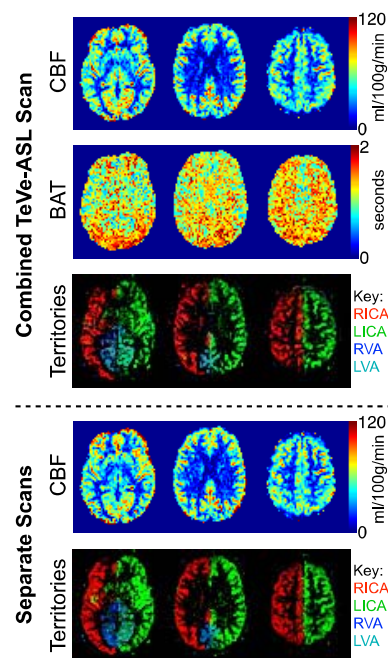 Combined TeVe-ASL Scan
CBF
120
0
ml/100g/min
BAT
2
0
seconds
Territories
Key:
RICA
LICA
RVA
LVA
Separate Scans
CBF
120
0
ml/100g/min
Territories
Key:
RICA
LICA
RVA
LVA